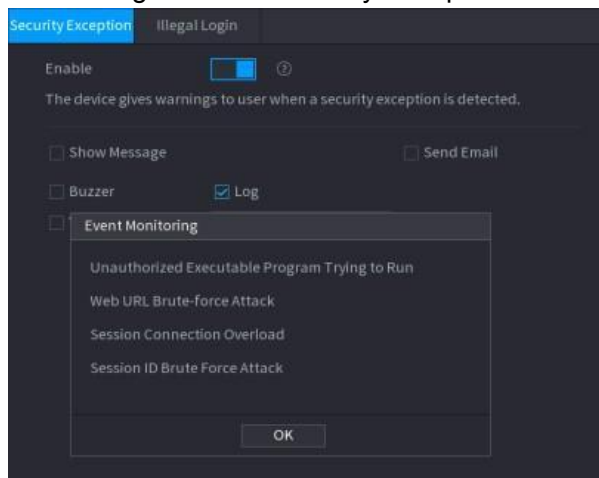 Security Exception Illegal Login
Enable
The device gives warnings to user when a security exception is detected.
Show Message Send Email
Buzzer Log
Event Monitoring
Unauthorized Executable Program Trying to Run
Web URL Brute-force Attack
Session Connection Overload
Session ID Brute Force Attack
OK